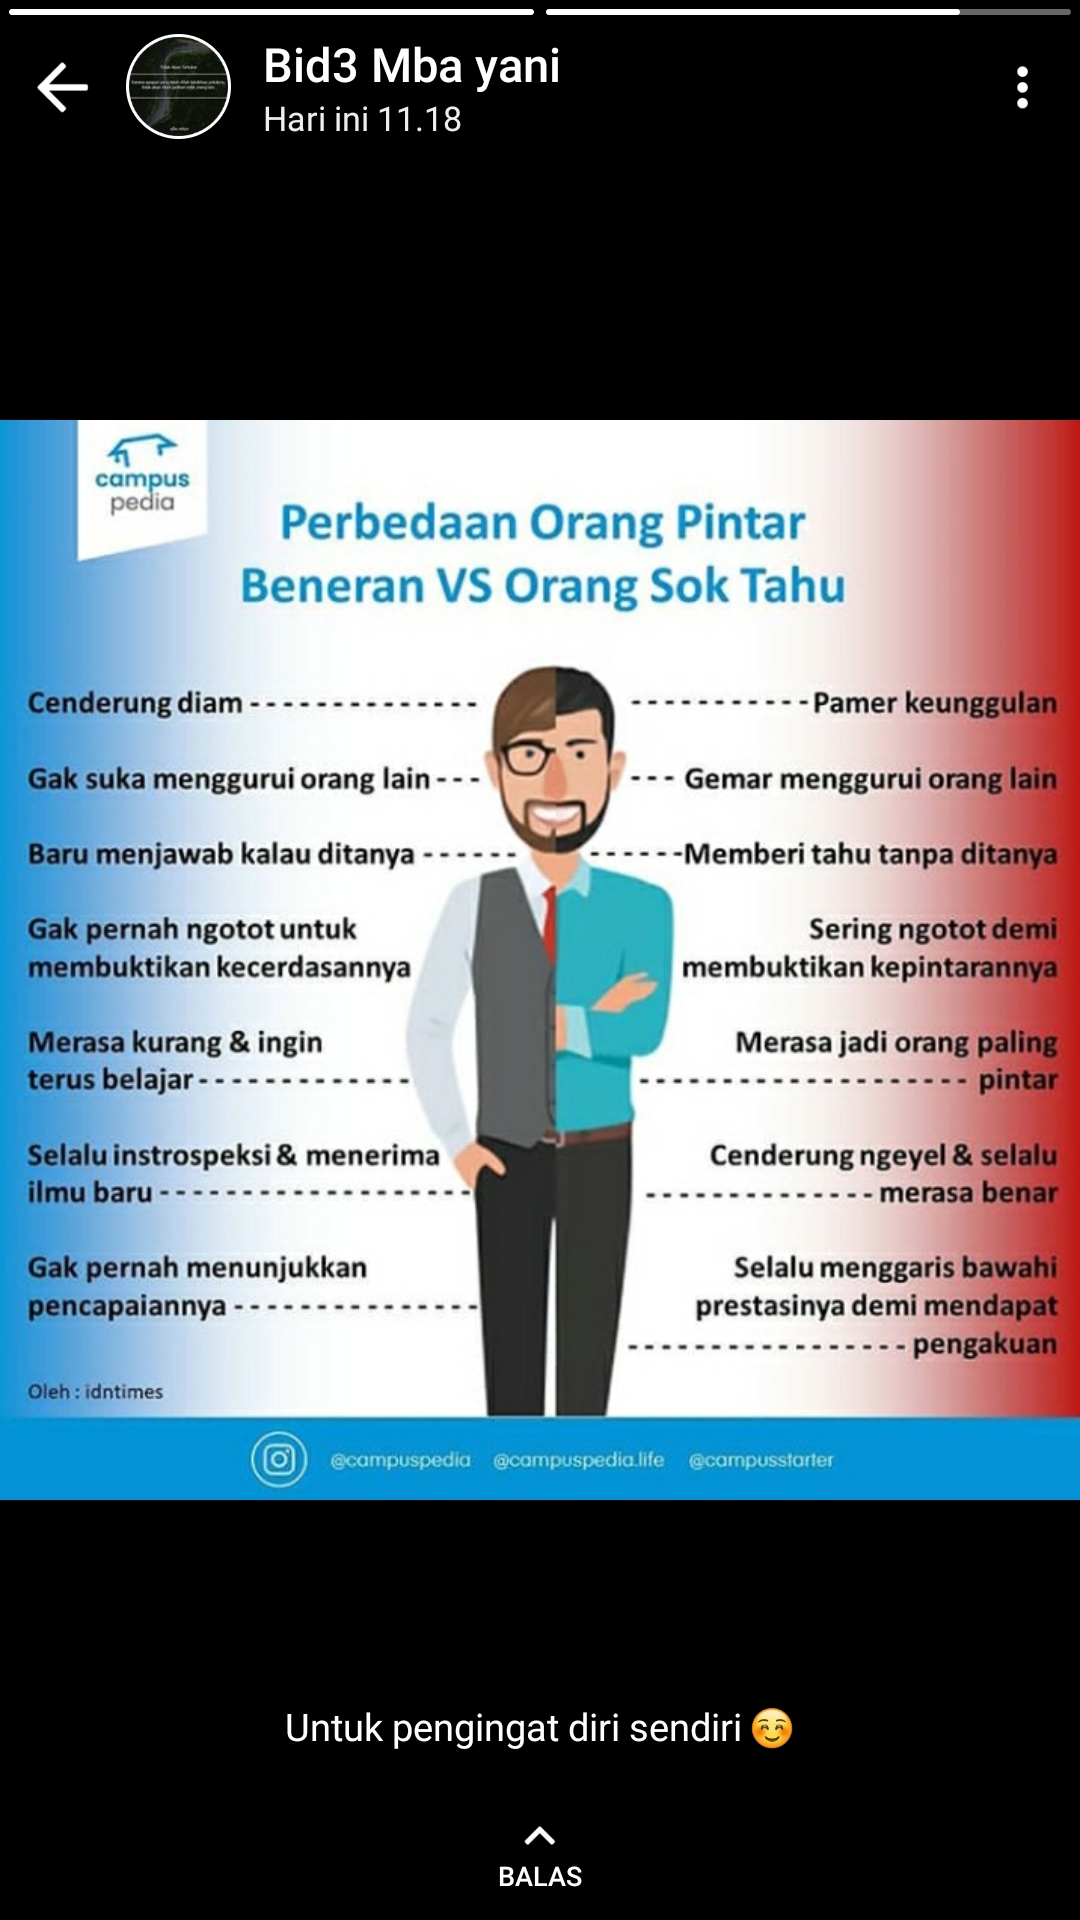 Bid3 Mba yani
Hari ini 11.18
campus
pedia
Perbedaan Orang Pintar
Beneran VS Orang Sok Tahu
Cenderung diam
Pamer keunggulan
Gak suka menggurui orang lain
Gemar menggurui orang lain
Baru menjawab kalau ditanya
Memberi tahu tanpa ditanya
Gak pernah ngotot untuk
membuktikan kecerdasannya
Sering ngotot demi
membuktikan kepintarannya
Merasa kurang & ingin
terus belajar
Merasa jadi orang paling
pintar
Selalu instrospeksi & menerima
ilmu baru
Cenderung ngeyel & selalu
merasa benar
Gak pernah menunjukkan
pencapaiannya
Selalu menggaris bawahi
prestasinya demi mendapat
pengakuan
Oleh : idntimes
@campuspedia @campuspedia.life @campusstarter
Untuk pengingat diri sendiri ☺️
BALAS